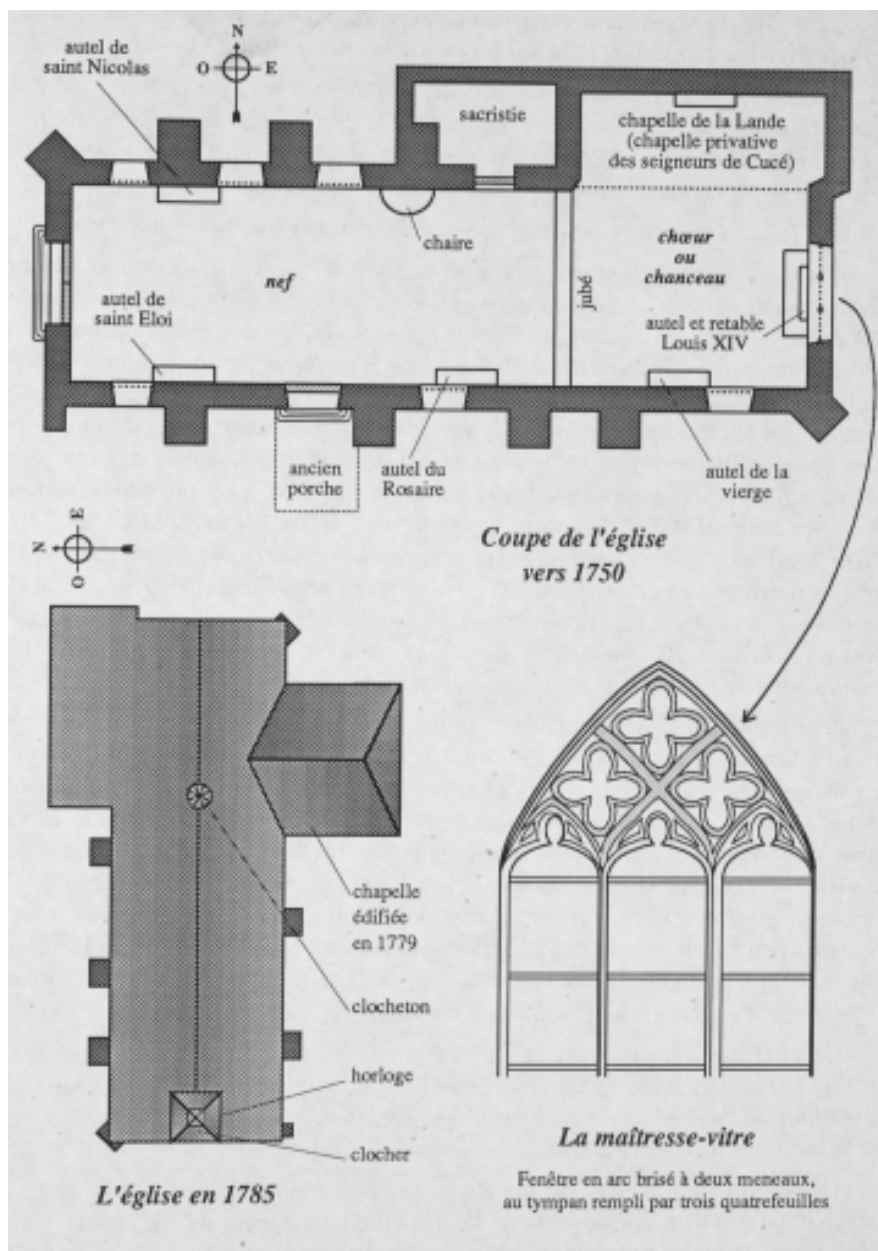 autel de
saint Nicolas
N
O E
sacristie
chapelle de la Lande
(chapelle privative
des seigneurs de Cucé)
chaire
chœur
ou
chanceau
nef
jubé
autel de
saint Eloi
autel et retable
Louis XIV
ancien
porche
autel du
Rosaire
autel de la
vierge
Coupe de l'église
vers 1750
E
N
O
chapelle
édifiée
en 1779
clocheton
horloge
clocher
L'église en 1785
La maîtresse-vitre
Fenêtre en arc brisé à deux meneaux,
au tympan rempli par trois quatrefeuilles